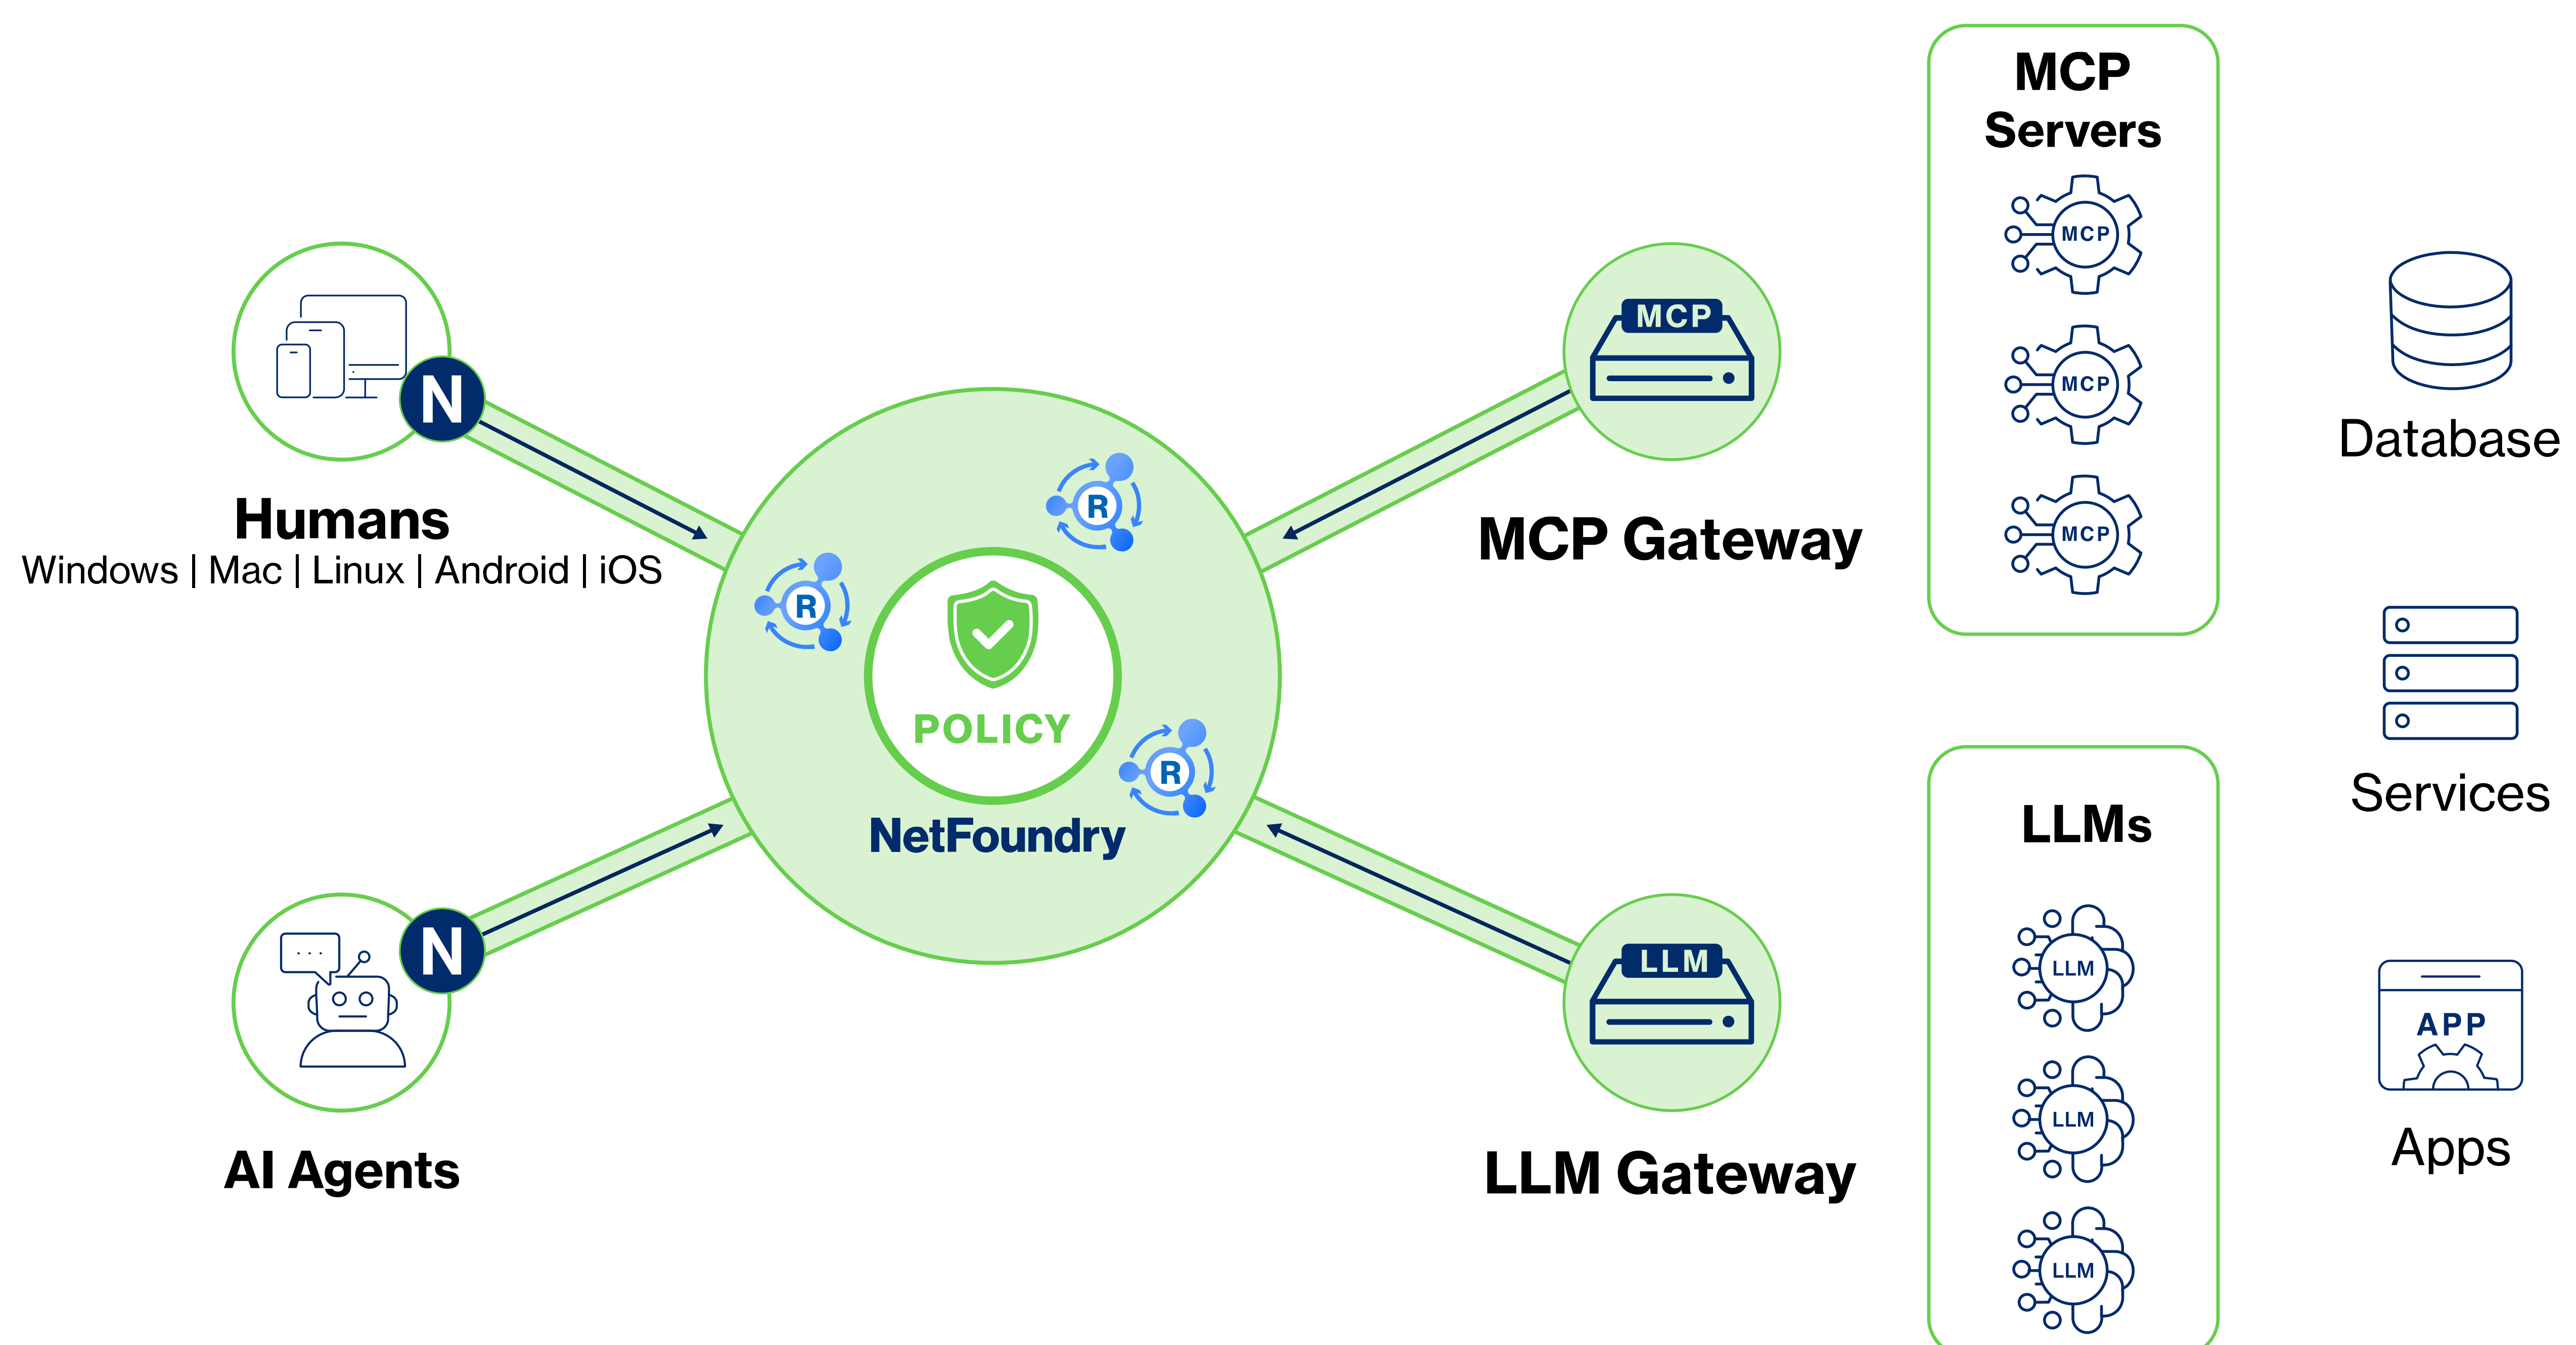 Humans
Windows | Mac | Linux | Android | iOS
N
AI Agents
N
R
R
R
POLICY
NetFoundry
MCP
MCP Gateway
LLM
LLM Gateway
MCP
Servers
MCP
MCP
MCP
LLMs
LLM
LLM
LLM
Database
Services
APP
Apps